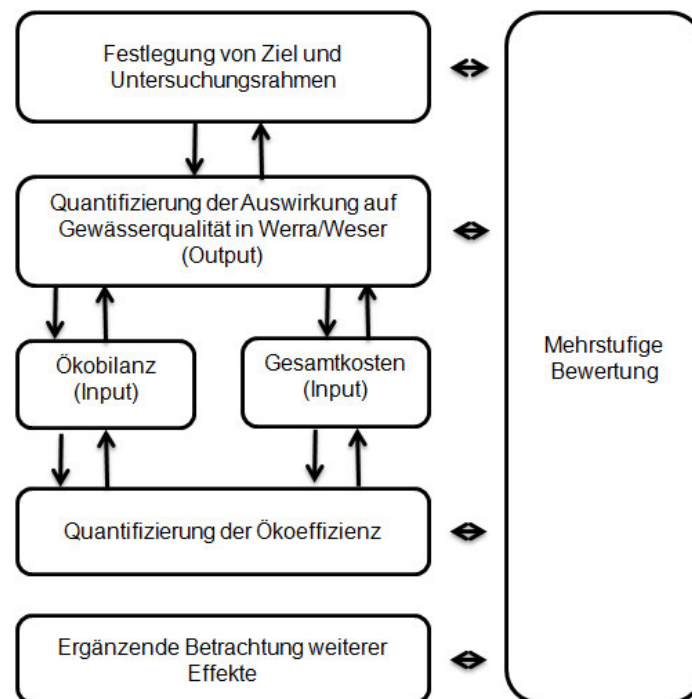 Festlegung von Ziel und
Untersuchungsrahmen
Quantifizierung der Auswirkung auf
Gewässerqualität in Werra/Weser
(Output)
Ökobilanz
(Input)
Gesamtkosten
(Input)
Mehrstufige
Bewertung
Quantifizierung der Ökoeffizienz
Ergänzende Betrachtung weiterer
Effekte